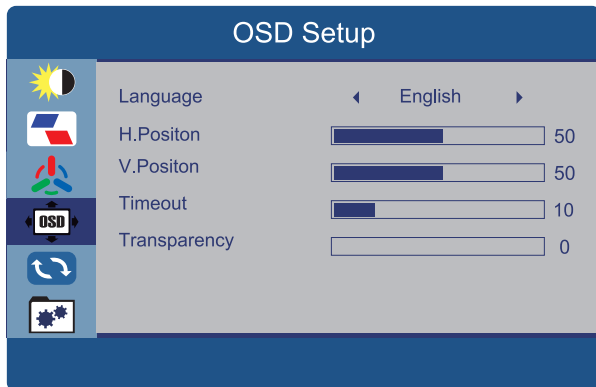 OSD Setup
Language English
H.Positon 50
V.Positon 50
Timeout 10
Transparency 0
OSD